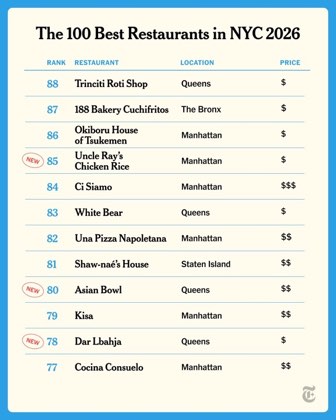 The 100 Best Restaurants in NYC 2026
RANK RESTAURANT LOCATION PRICE
88 Trinciti Roti Shop Queens $
87 188 Bakery Cuchifritos The Bronx $
86 Okiboru House of Tsukemen Manhattan $
NEW 85 Uncle Ray's Chicken Rice Manhattan $
84 Ci Siamo Manhattan $$$
83 White Bear Queens $
82 Una Pizza Napoletana Manhattan $$
81 Shaw-naé's House Staten Island $$
NEW 80 Asian Bowl Queens $$
79 Kisa Manhattan $$
NEW 78 Dar Lbahja Queens $
77 Cocina Consuelo Manhattan $$
T